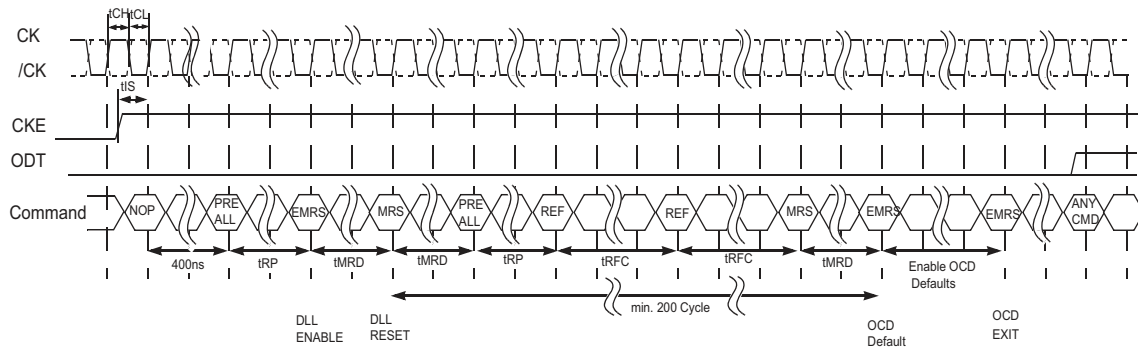 tCH tCL
CK
/CK
tIS
CKE
ODT
Command
NOP
PRE
ALL
EMRS
MRS
PRE
ALL
REF
REF
MRS
EMRS
EMRS
ANY
CMD
400ns
tRP
tMRD
tMRD
tRP
tRFC
tRFC
tMRD
Enable OCD
Defaults
min. 200 Cycle
DLL
ENABLE
DLL
RESET
OCD
Default
OCD
EXIT